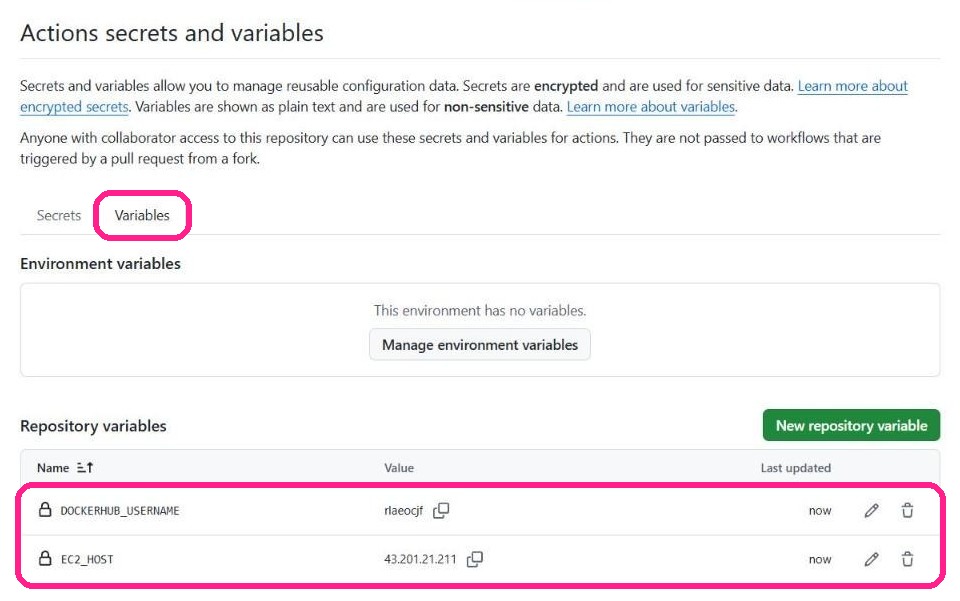 Actions secrets and variables
Secrets and variables allow you to manage reusable configuration data. Secrets are encrypted and are used for sensitive data. Learn more about
encrypted secrets. Variables are shown as plain text and are used for non-sensitive data. Learn more about variables.
Anyone with collaborator access to this repository can use these secrets and variables for actions. They are not passed to workflows that are
triggered by a pull request from a fork.
Secrets Variables
Environment variables
This environment has no variables.
Manage environment variables
Repository variables New repository variable
Name Value Last updated
DOCKERHUB_USERNAME rlaeocjf now
EC2_HOST 43.201.21.211 now